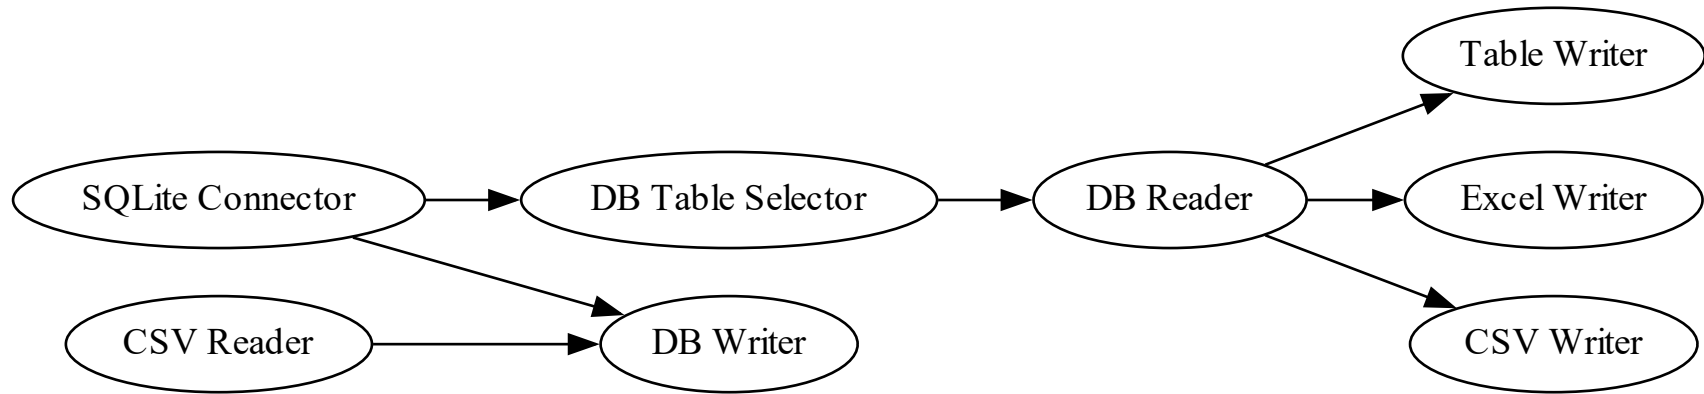 Table Writer
SQLite Connector
DB Table Selector
DB Reader
Excel Writer
CSV Reader
DB Writer
CSV Writer